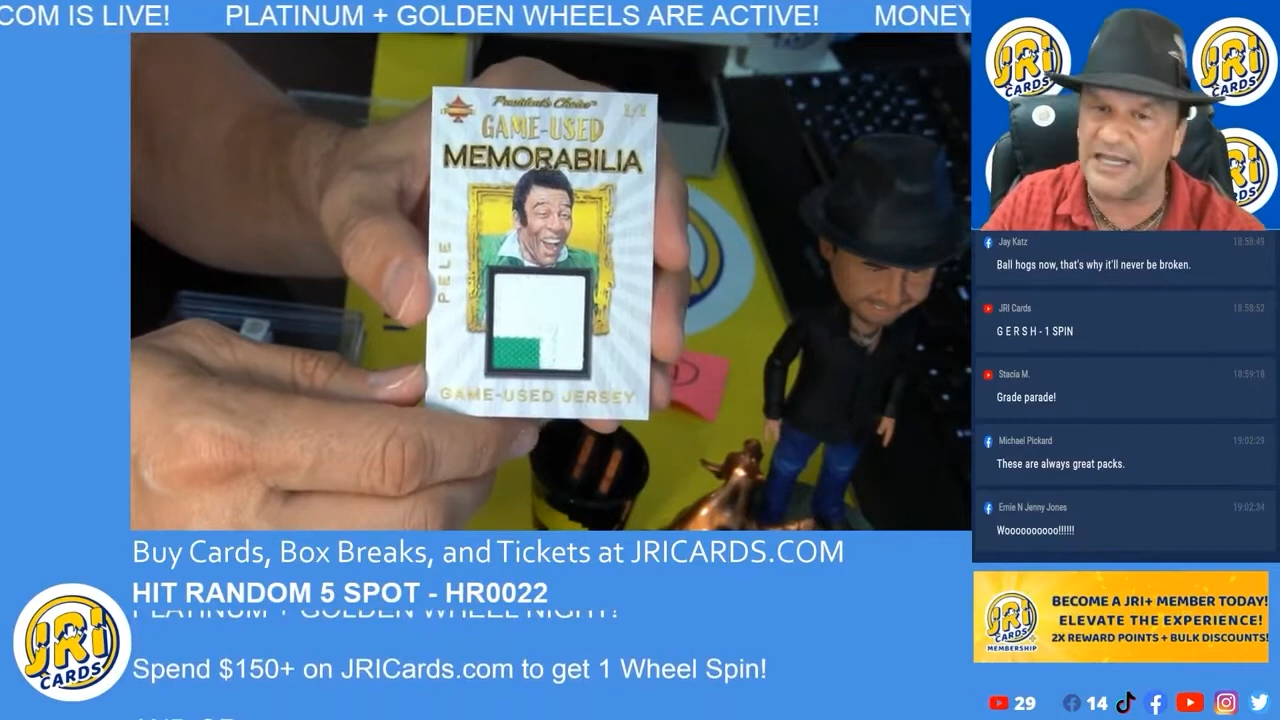 COM IS LIVE! PLATINUM + GOLDEN WHEELS ARE ACTIVE! MONEY
President's Choice™
GAME-USED
MEMORABILIA
PELE
GAME-USED JERSEY
JRI
CARDS
JRI
CARDS
Jay Katz 18:58:49
Ball hogs now, that's why it'll never be broken.
JRI Cards 18:58:52
G E R S H - 1 SPIN
Stacia M. 18:59:18
Grade parade!
Michael Pickard 19:02:29
These are always great packs.
Ernie N Jenny Jones 19:02:34
Woooooooooo!!!!!!
Buy Cards, Box Breaks, and Tickets at JRICARDS.COM
HIT RANDOM 5 SPOT - HR0022
PLATINUM + GOLDEN WHEEL NIGHT!
Spend $150+ on JRICards.com to get 1 Wheel Spin!
JRI
CARDS
JRI
CARDS
MEMBERSHIP
BECOME A JRI+ MEMBER TODAY!
ELEVATE THE EXPERIENCE!
2X REWARD POINTS + BULK DISCOUNTS!
29 14